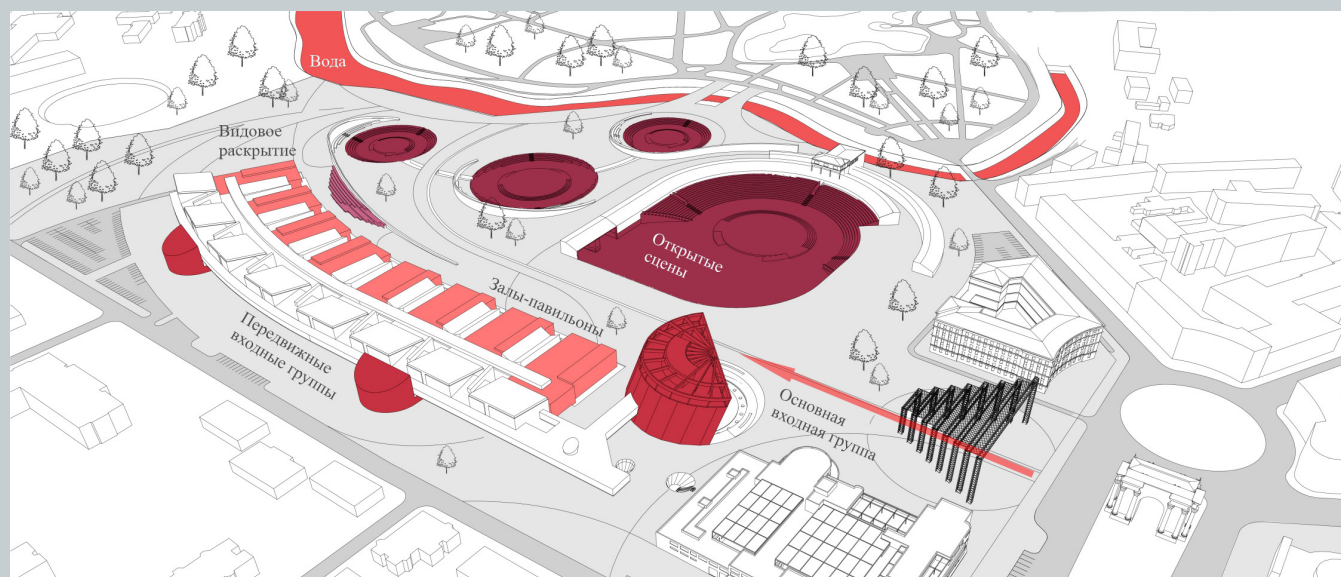 Вода
Видовое
раскрытие
Открытые
сцены
Залы-павильоны
Передвижные
входные группы
Основная
входная группа